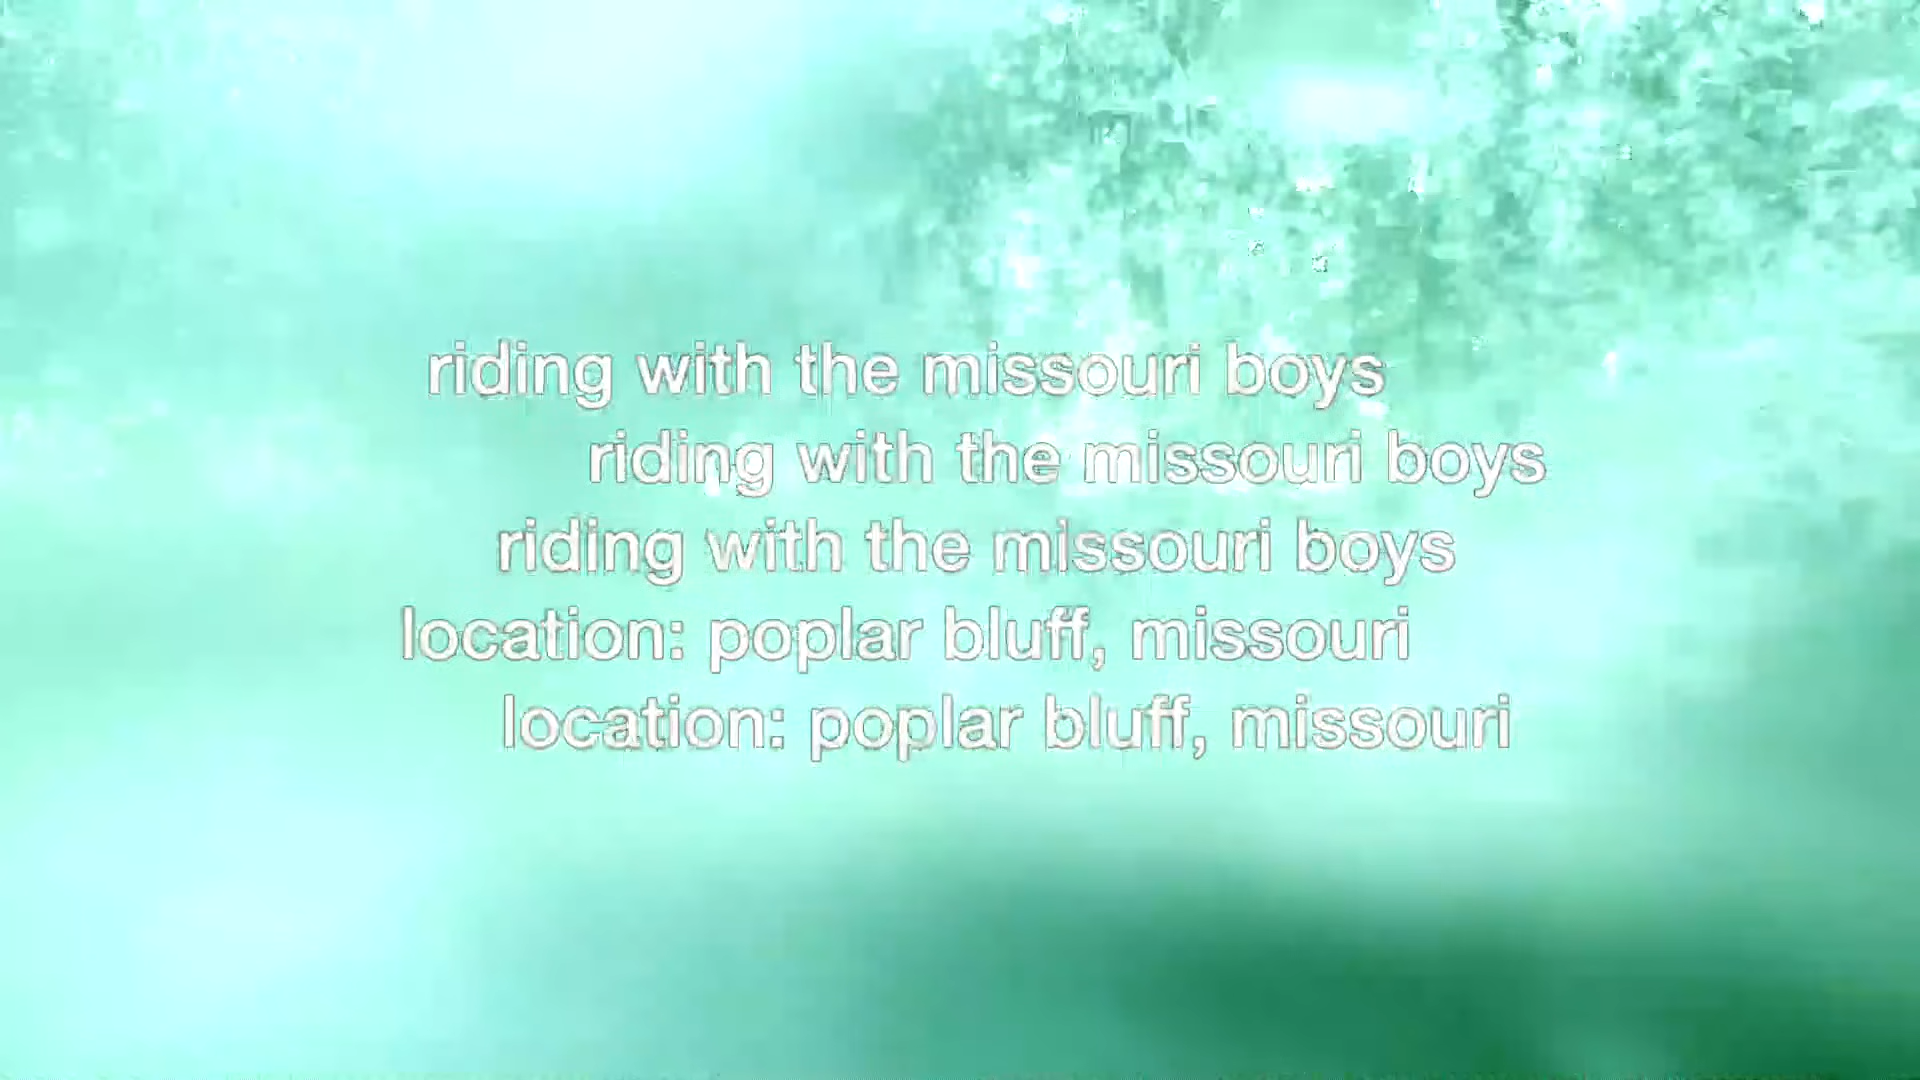 riding with the missouri boys
riding with the missouri boys
riding with the missouri boys
location: poplar bluff, missouri
location: poplar bluff, missouri